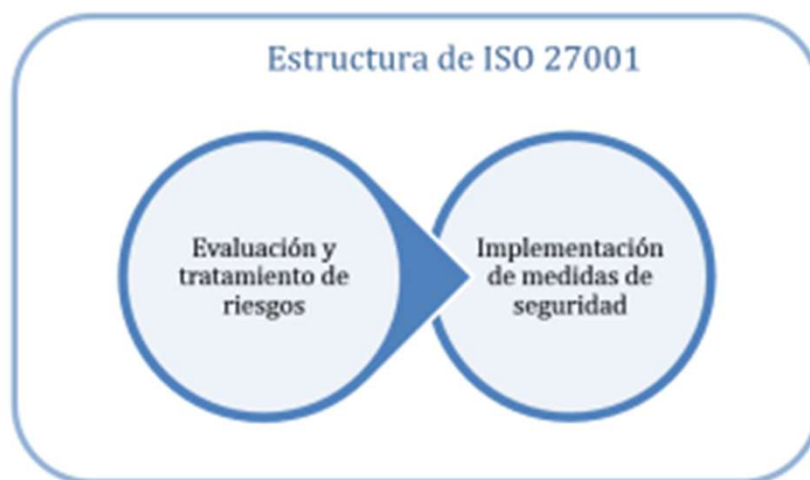 Estructura de ISO 27001
Evaluación y
tratamiento de
riesgos
Implementación
de medidas de
seguridad